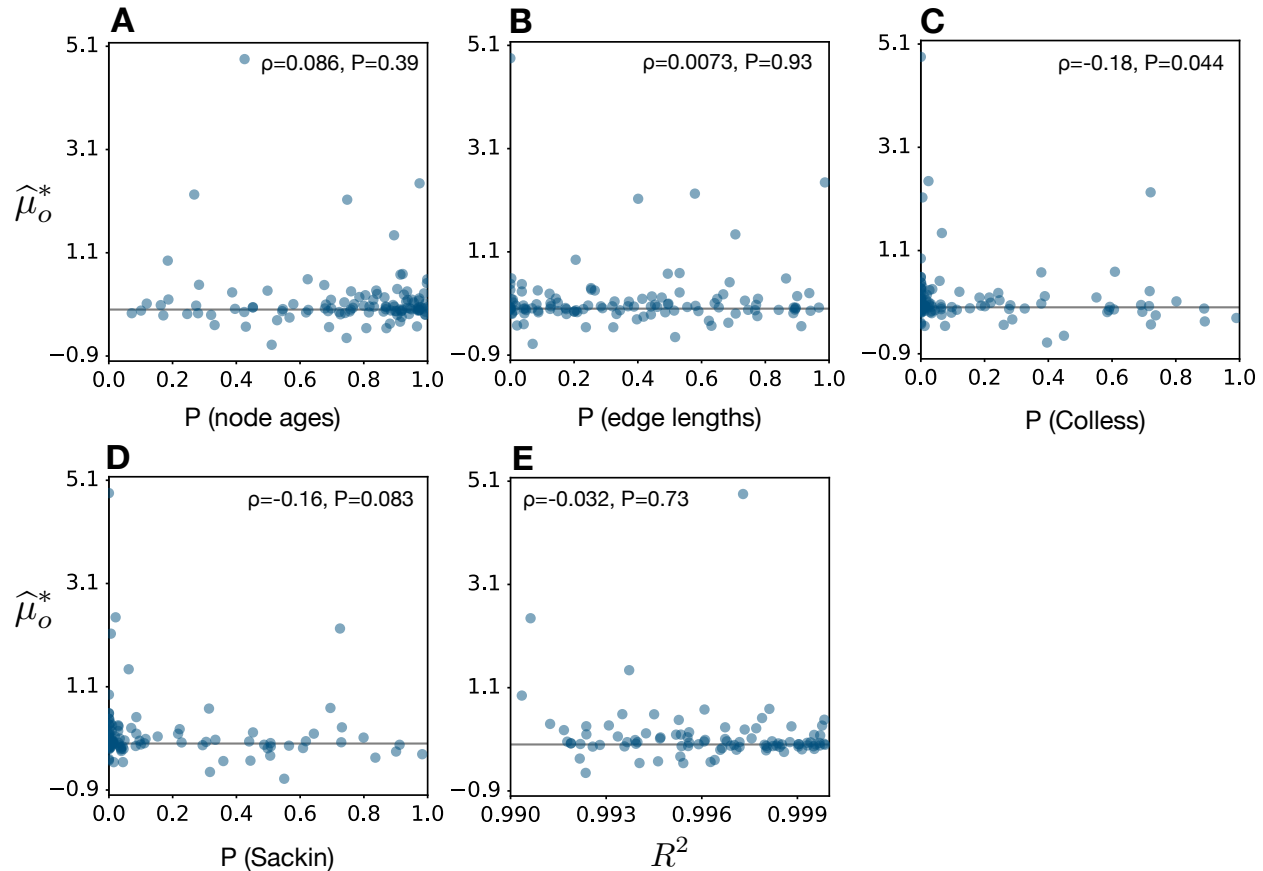 A
ρ=0.086, P=0.39
5.1
3.1
1.1
−0.9
μ̂*ₒ
0.0 0.2 0.4 0.6 0.8 1.0
P (node ages)
B
ρ=0.0073, P=0.93
5.1
3.1
1.1
−0.9
0.0 0.2 0.4 0.6 0.8 1.0
P (edge lengths)
C
ρ=-0.18, P=0.044
5.1
3.1
1.1
−0.9
0.0 0.2 0.4 0.6 0.8 1.0
P (Colless)
D
ρ=-0.16, P=0.083
5.1
3.1
1.1
−0.9
μ̂*ₒ
0.0 0.2 0.4 0.6 0.8 1.0
P (Sackin)
E
ρ=-0.032, P=0.73
5.1
3.1
1.1
−0.9
0.990 0.993 0.996 0.999
R²